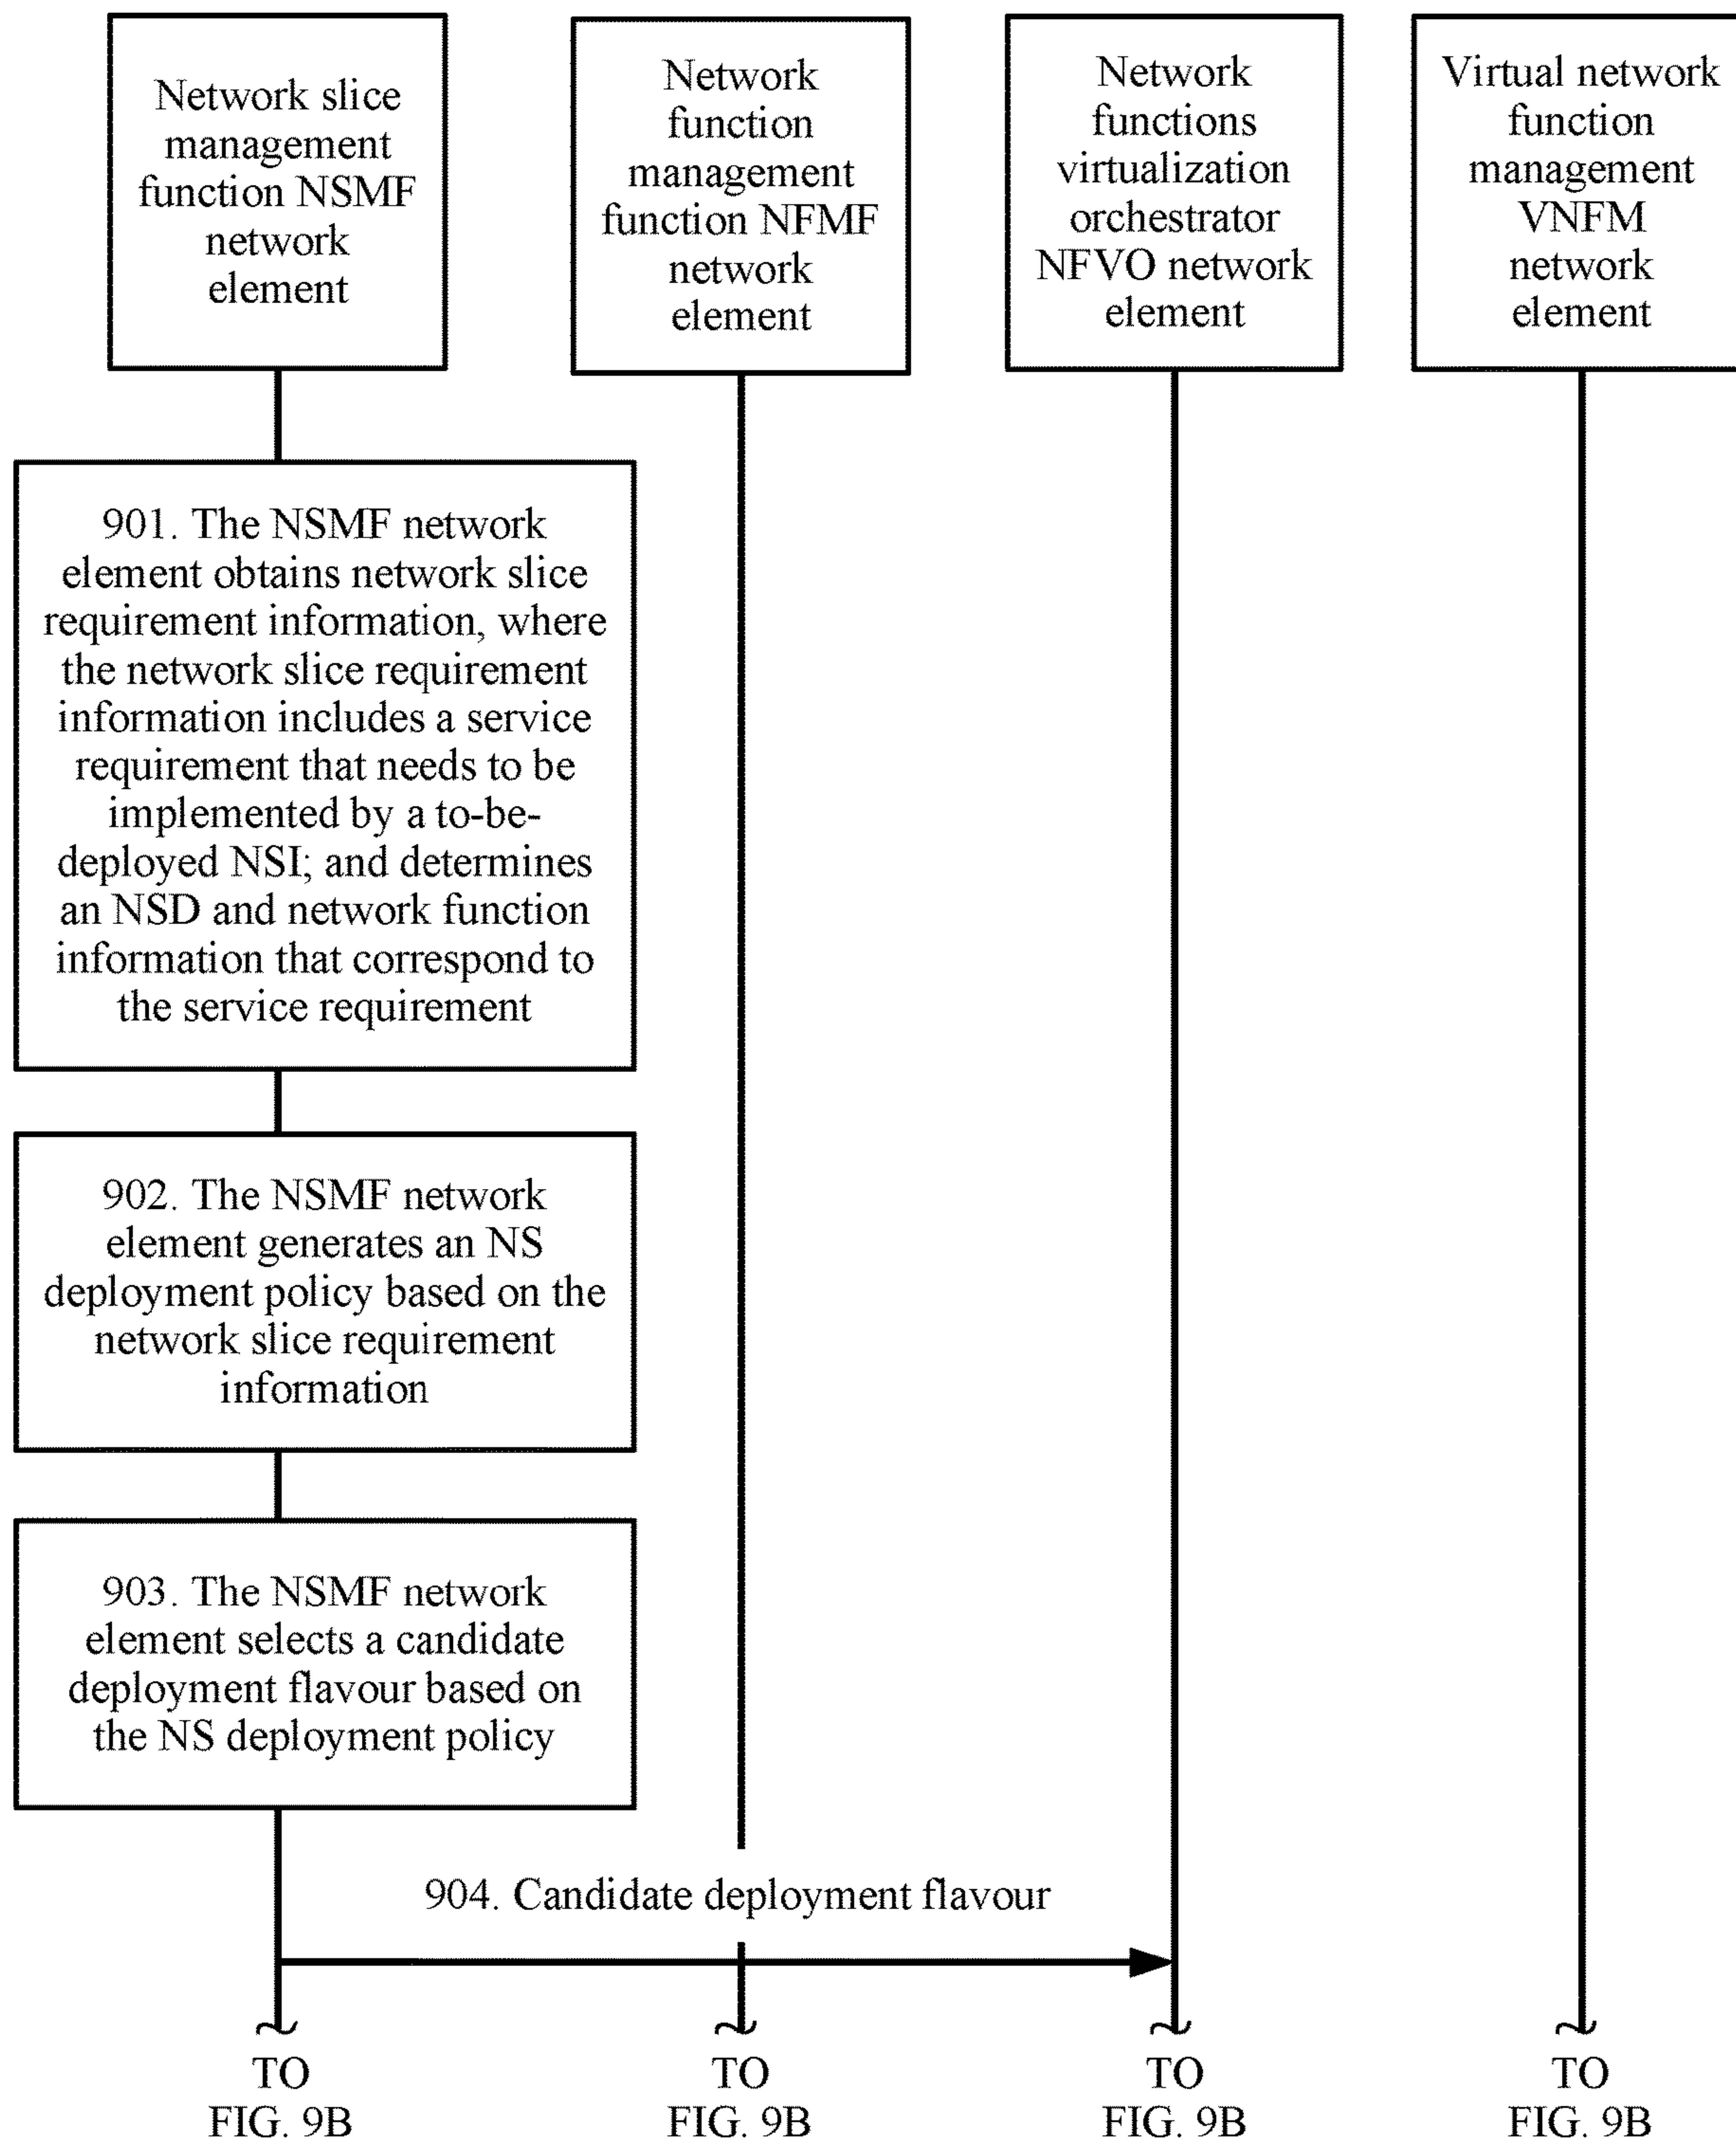 Network slice
management
function NSMF
network
element
Network
function
management
function NFMF
network
element
Network
functions
virtualization
orchestrator
NFVO network
element
Virtual network
function
management
VNFM
network
element
901. The NSMF network
element obtains network slice
requirement information, where
the network slice requirement
information includes a service
requirement that needs to be
implemented by a to-be-
deployed NSI; and determines
an NSD and network function
information that correspond to
the service requirement
902. The NSMF network
element generates an NS
deployment policy based on the
network slice requirement
information
903. The NSMF network
element selects a candidate
deployment flavour based on
the NS deployment policy
904. Candidate deployment flavour
TO
FIG. 9B
TO
FIG. 9B
TO
FIG. 9B
TO
FIG. 9B